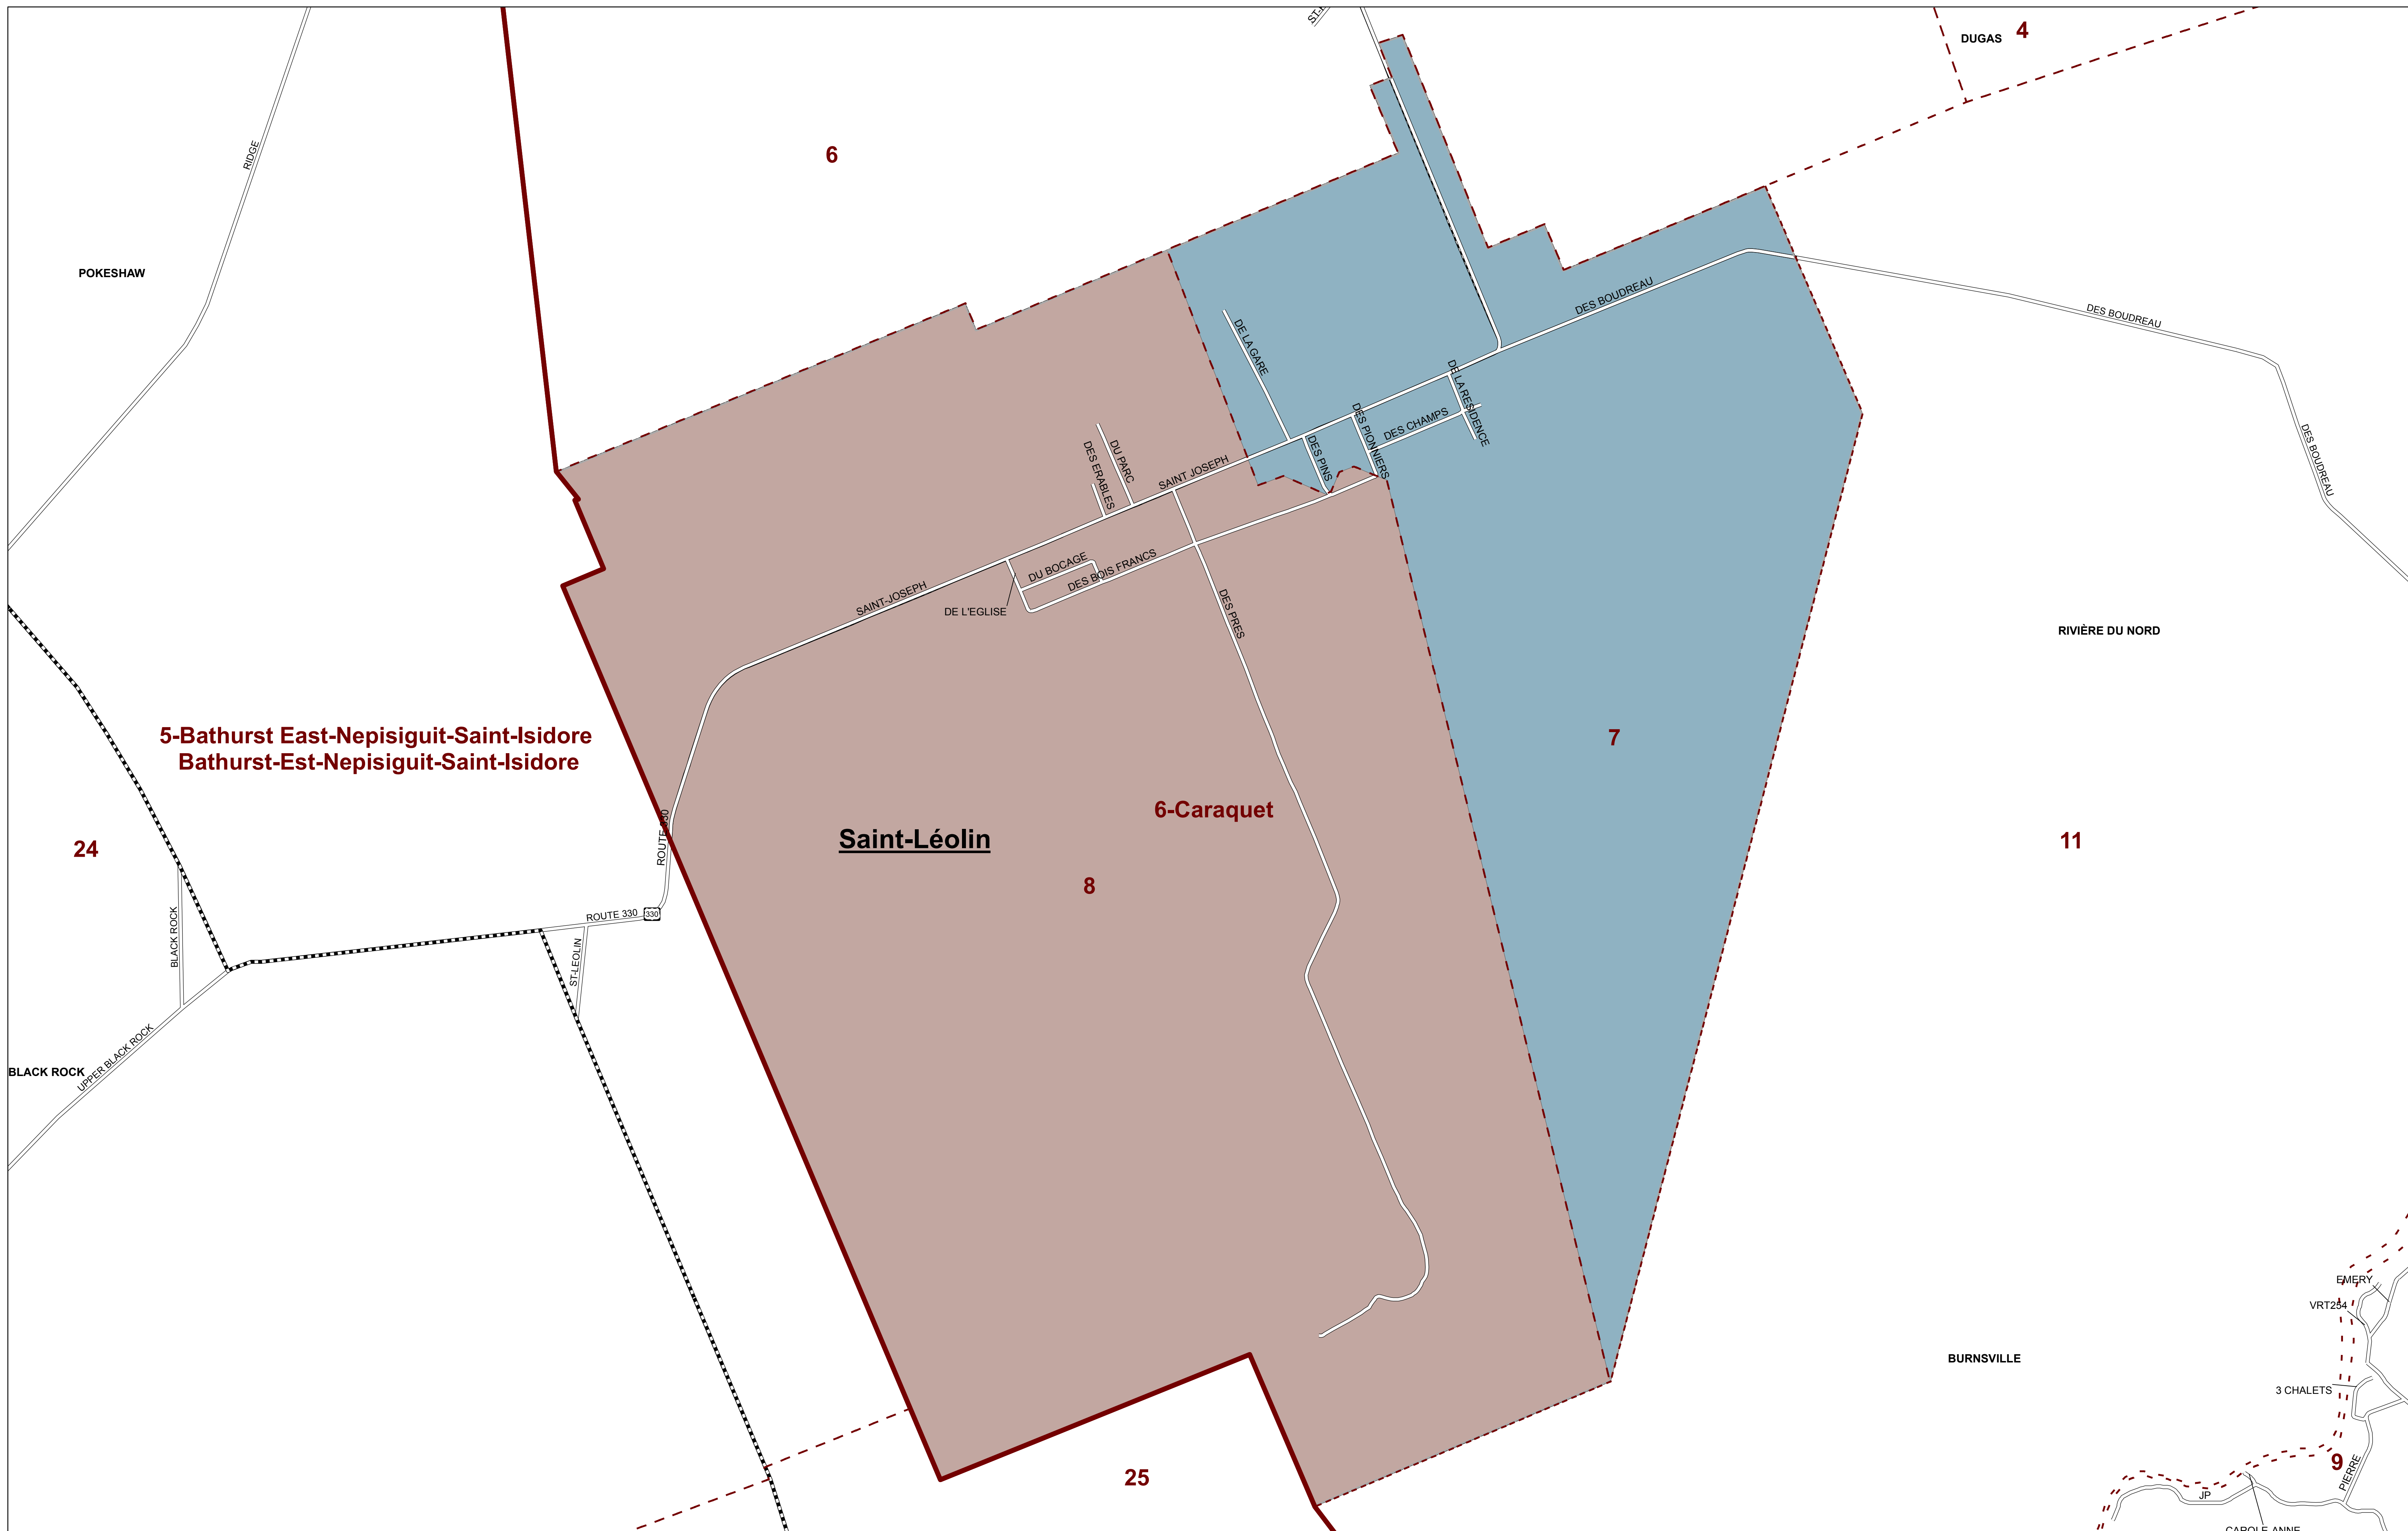 DUGAS
4
RIDGE
6
POKESHAW
DES BOUDREAU
DES BOUDREAU
DE LA GARE
DE LA RESIDENCE
DES PIONNIERS
DES CHAMPS
DES BOUDREAU
DU PARC
DES ERABLES
SAINT JOSEPH
DES PINS
DU BOCAGE
DES BOIS FRANCS
SAINT-JOSEPH
DE L'EGLISE
DES PRES
RIVIÈRE DU NORD
5-Bathurst East-Nepisiguit-Saint-Isidore
Bathurst-Est-Nepisiguit-Saint-Isidore
7
6-Caraquet
Saint-Léolin
ROUTE 330
24
11
8
ROUTE 330
330
BLACK ROCK
ST-LEOLIN
BLACK ROCK
UPPER BLACK ROCK
EMERY
VRT254
BURNSVILLE
3 CHALETS
9
PIERRE
25
JP
CAROLE-ANNE